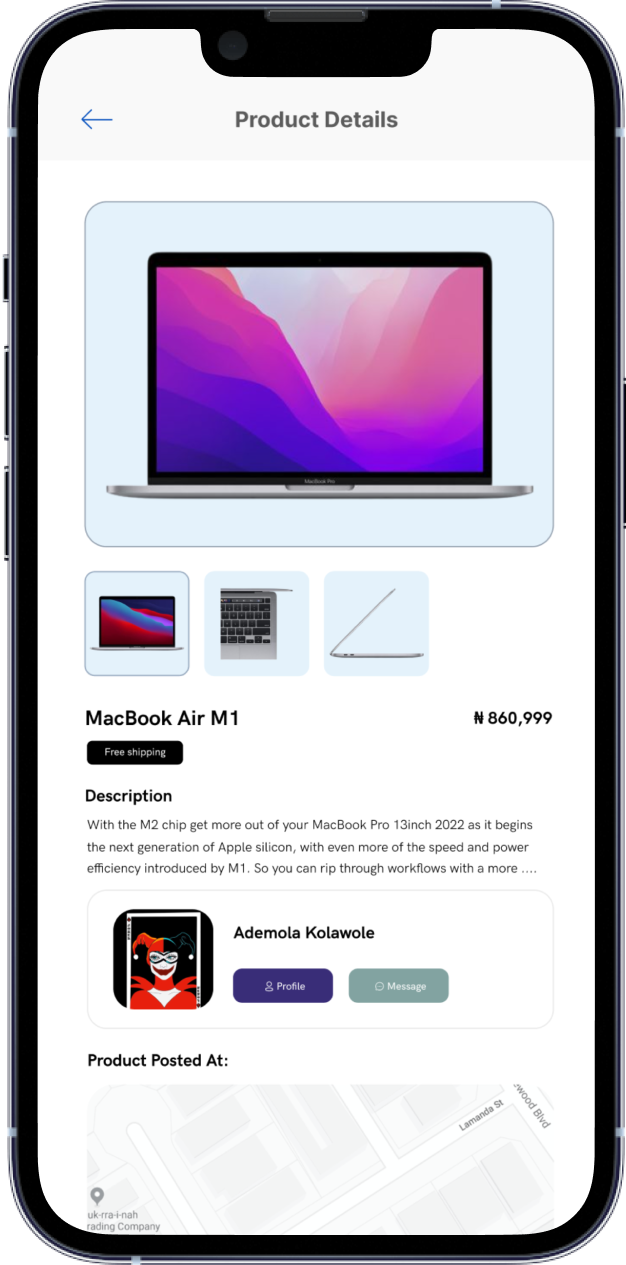 Product Details
MacBook Pro
MacBook Air M1
₦ 860,999
Free shipping
Description
With the M2 chip get more out of your MacBook Pro 13inch 2022 as it begins
the next generation of Apple silicon, with even more of the speed and power
efficiency introduced by M1. So you can rip through workflows with a more ....
Ademola Kolawole
Profile
Message
Product Posted At:
wood Blvd
Lamanda St
uk-rra-i-nah
rading Company